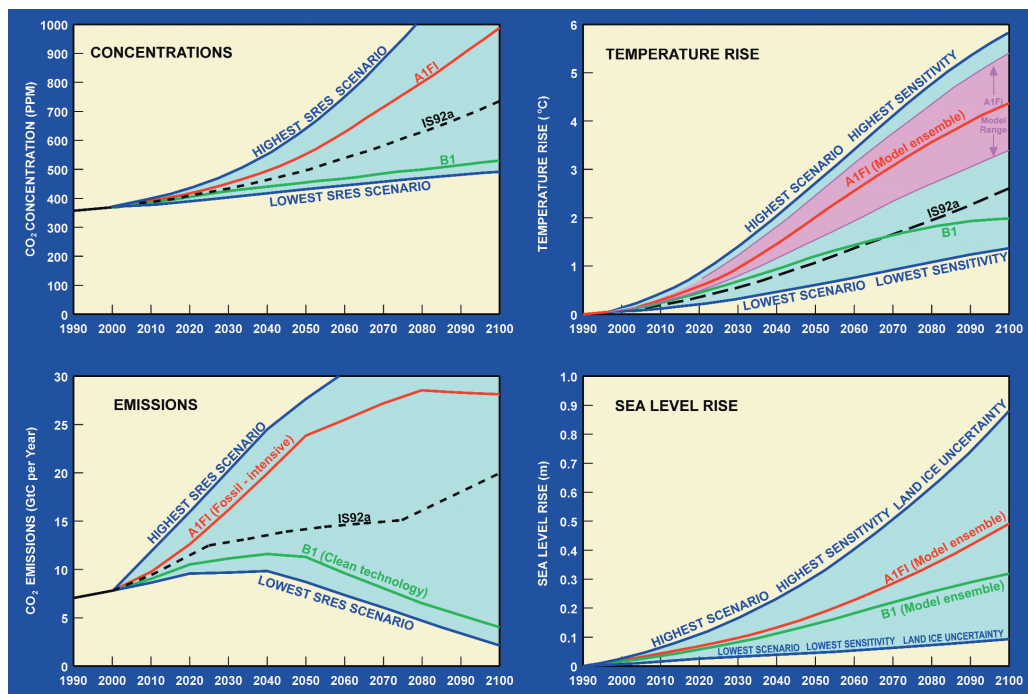 CONCENTRATIONS
CO2 CONCENTRATION (PPM)
1000
900
800
700
600
500
400
300
200
100
0
HIGHEST SRES SCENARIO
A1FI
IS92a
B1
LOWEST SRES SCENARIO
1990 2000 2010 2020 2030 2040 2050 2060 2070 2080 2090 2100
TEMPERATURE RISE
TEMPERATURE RISE (°C)
6
5
4
3
2
1
0
HIGHEST SCENARIO HIGHEST SENSITIVITY
A1FI (Model ensemble)
A1FI
Model
Range
IS92a
B1
LOWEST SCENARIO LOWEST SENSITIVITY
1990 2000 2010 2020 2030 2040 2050 2060 2070 2080 2090 2100
EMISSIONS
CO2 EMISSIONS (GtC per Year)
30
25
20
15
10
5
0
HIGHEST SRES SCENARIO
A1FI (Fossil - intensive)
IS92a
B1 (Clean technology)
LOWEST SRES SCENARIO
1990 2000 2010 2020 2030 2040 2050 2060 2070 2080 2090 2100
SEA LEVEL RISE
SEA LEVEL RISE (m)
1.0
0.9
0.8
0.7
0.6
0.5
0.4
0.3
0.2
0.1
0
HIGHEST SCENARIO HIGHEST SENSITIVITY LAND ICE UNCERTAINTY
A1FI (Model ensemble)
B1 (Model ensemble)
LOWEST SCENARIO LOWEST SENSITIVITY LAND ICE UNCERTAINTY
1990 2000 2010 2020 2030 2040 2050 2060 2070 2080 2090 2100